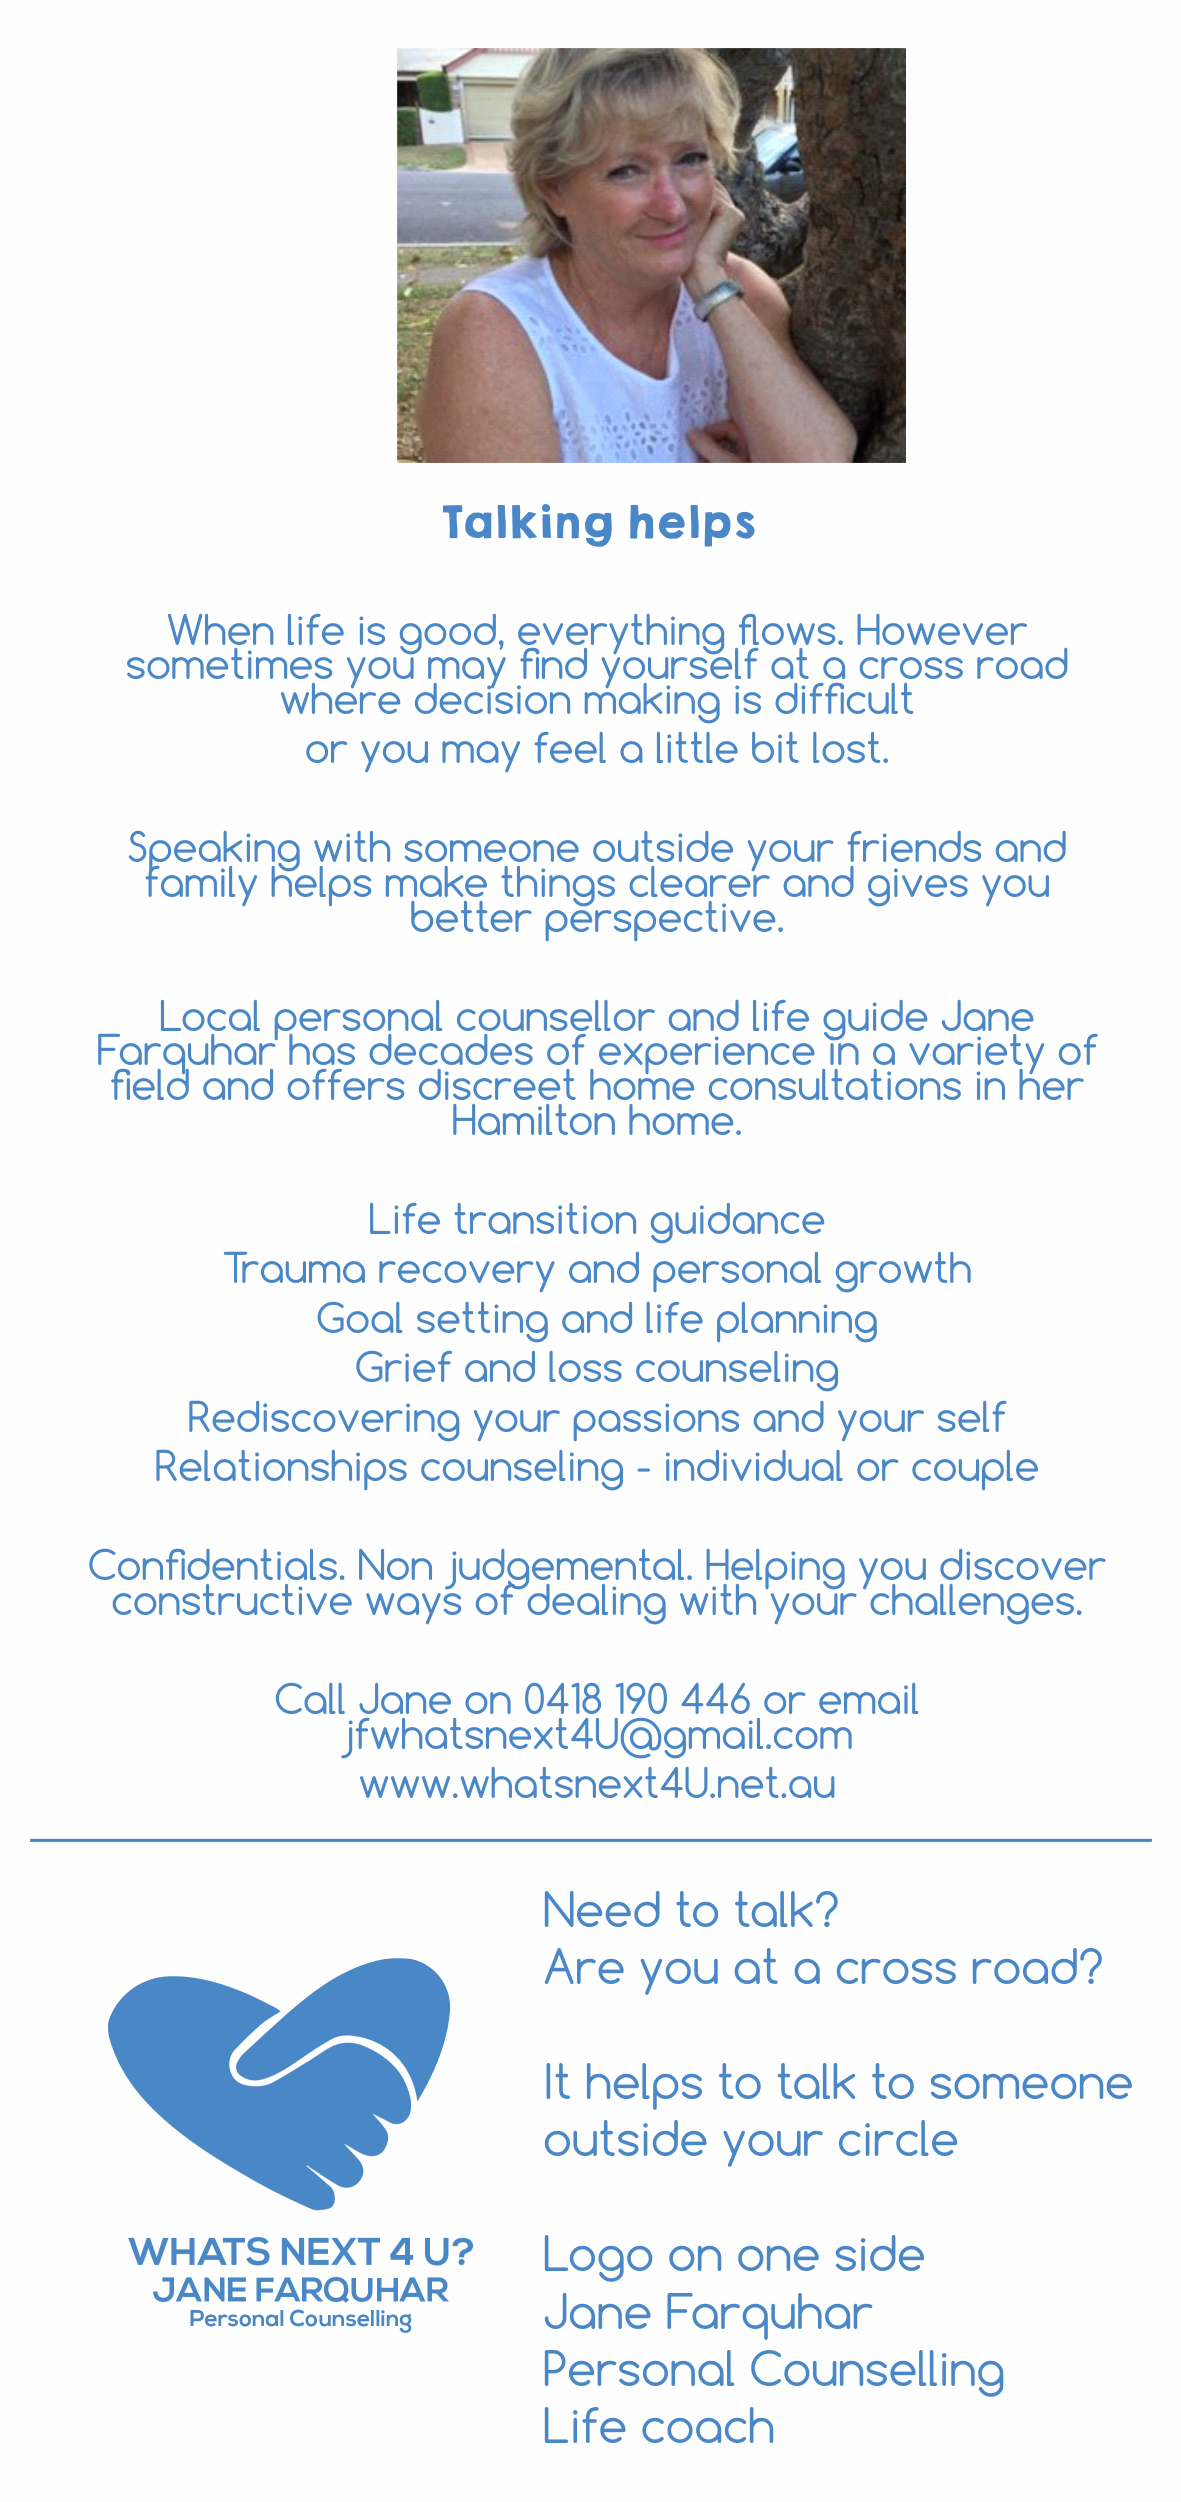 Talking helps
When life is good, everything flows. However
sometimes you may find yourself at a cross road
where decision making is difficult
or you may feel a little bit lost.
Speaking with someone outside your friends and
family helps make things clearer and gives you
better perspective.
Local personal counsellor and life guide Jane
Farquhar has decades of experience in a variety of
field and offers discreet home consultations in her
Hamilton home.
Life transition guidance
Trauma recovery and personal growth
Goal setting and life planning
Grief and loss counseling
Rediscovering your passions and your self
Relationships counseling - individual or couple
Confidentials. Non judgemental. Helping you discover
constructive ways of dealing with your challenges.
Call Jane on 0418 190 446 or email
jfwhatsnext4U@gmail.com
www.whatsnext4U.net.au
WHATS NEXT 4 U?
JANE FARQUHAR
Personal Counselling
Need to talk?
Are you at a cross road?
It helps to talk to someone
outside your circle
Logo on one side
Jane Farquhar
Personal Counselling
Life coach